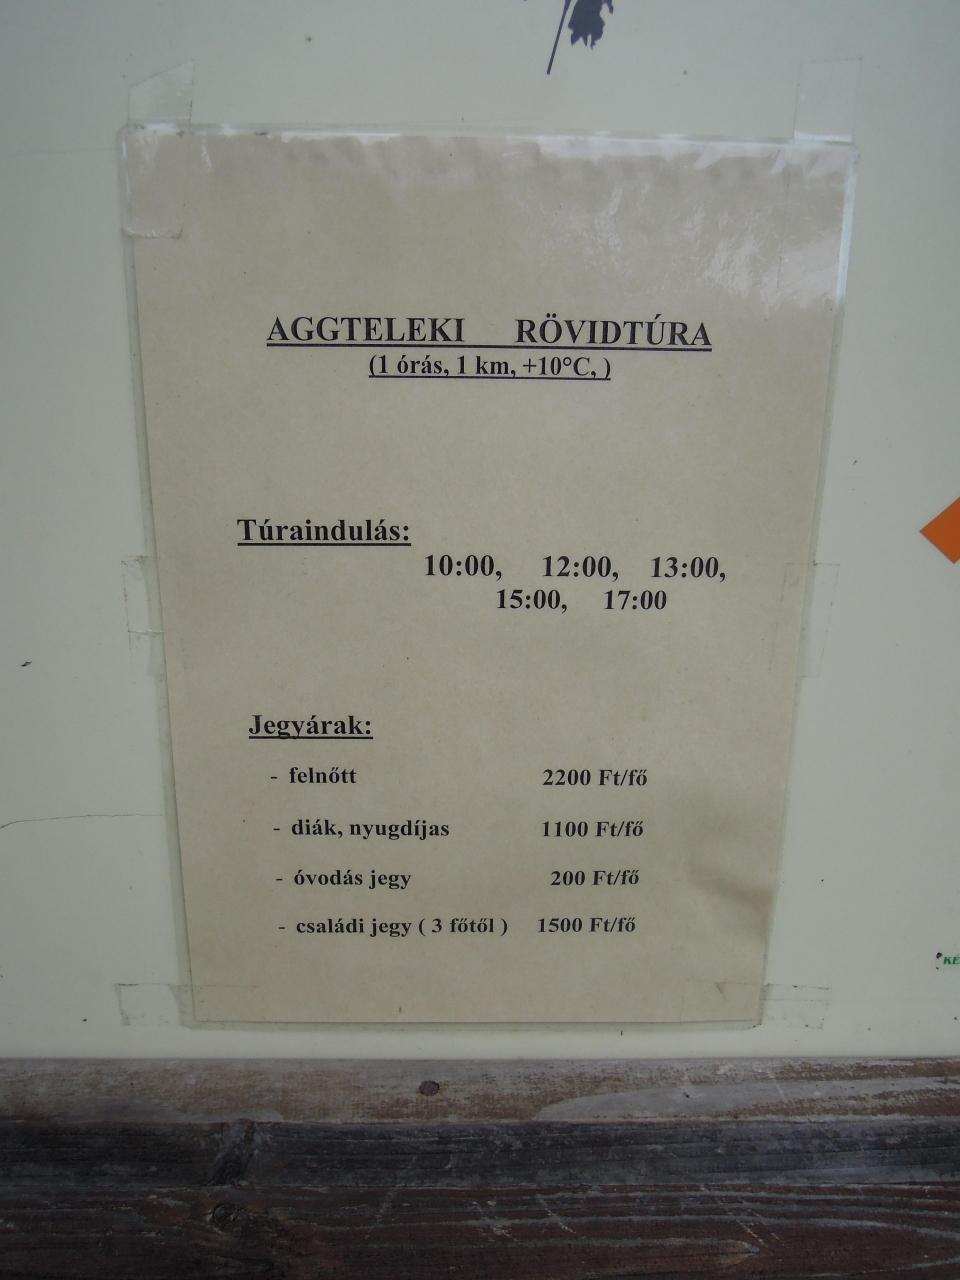 AGGTELEKI RÖVIDTÚRA
(1 órás, 1 km, +10°C, )
Túraindulás:
10:00, 12:00, 13:00,
15:00, 17:00
Jegyárak:
- felnőtt 2200 Ft/fő
- diák, nyugdíjas 1100 Ft/fő
- óvodás jegy 200 Ft/fő
- családi jegy ( 3 főtől ) 1500 Ft/fő